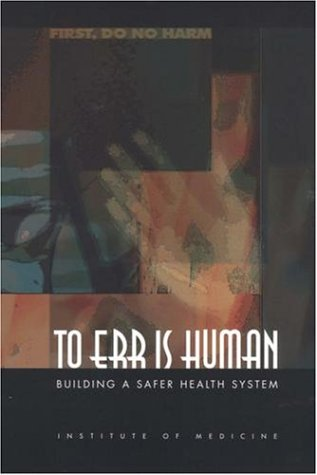 FIRST, DO NO HARM
TO ERR IS HUMAN
BUILDING A SAFER HEALTH SYSTEM
INSTITUTE OF MEDICINE